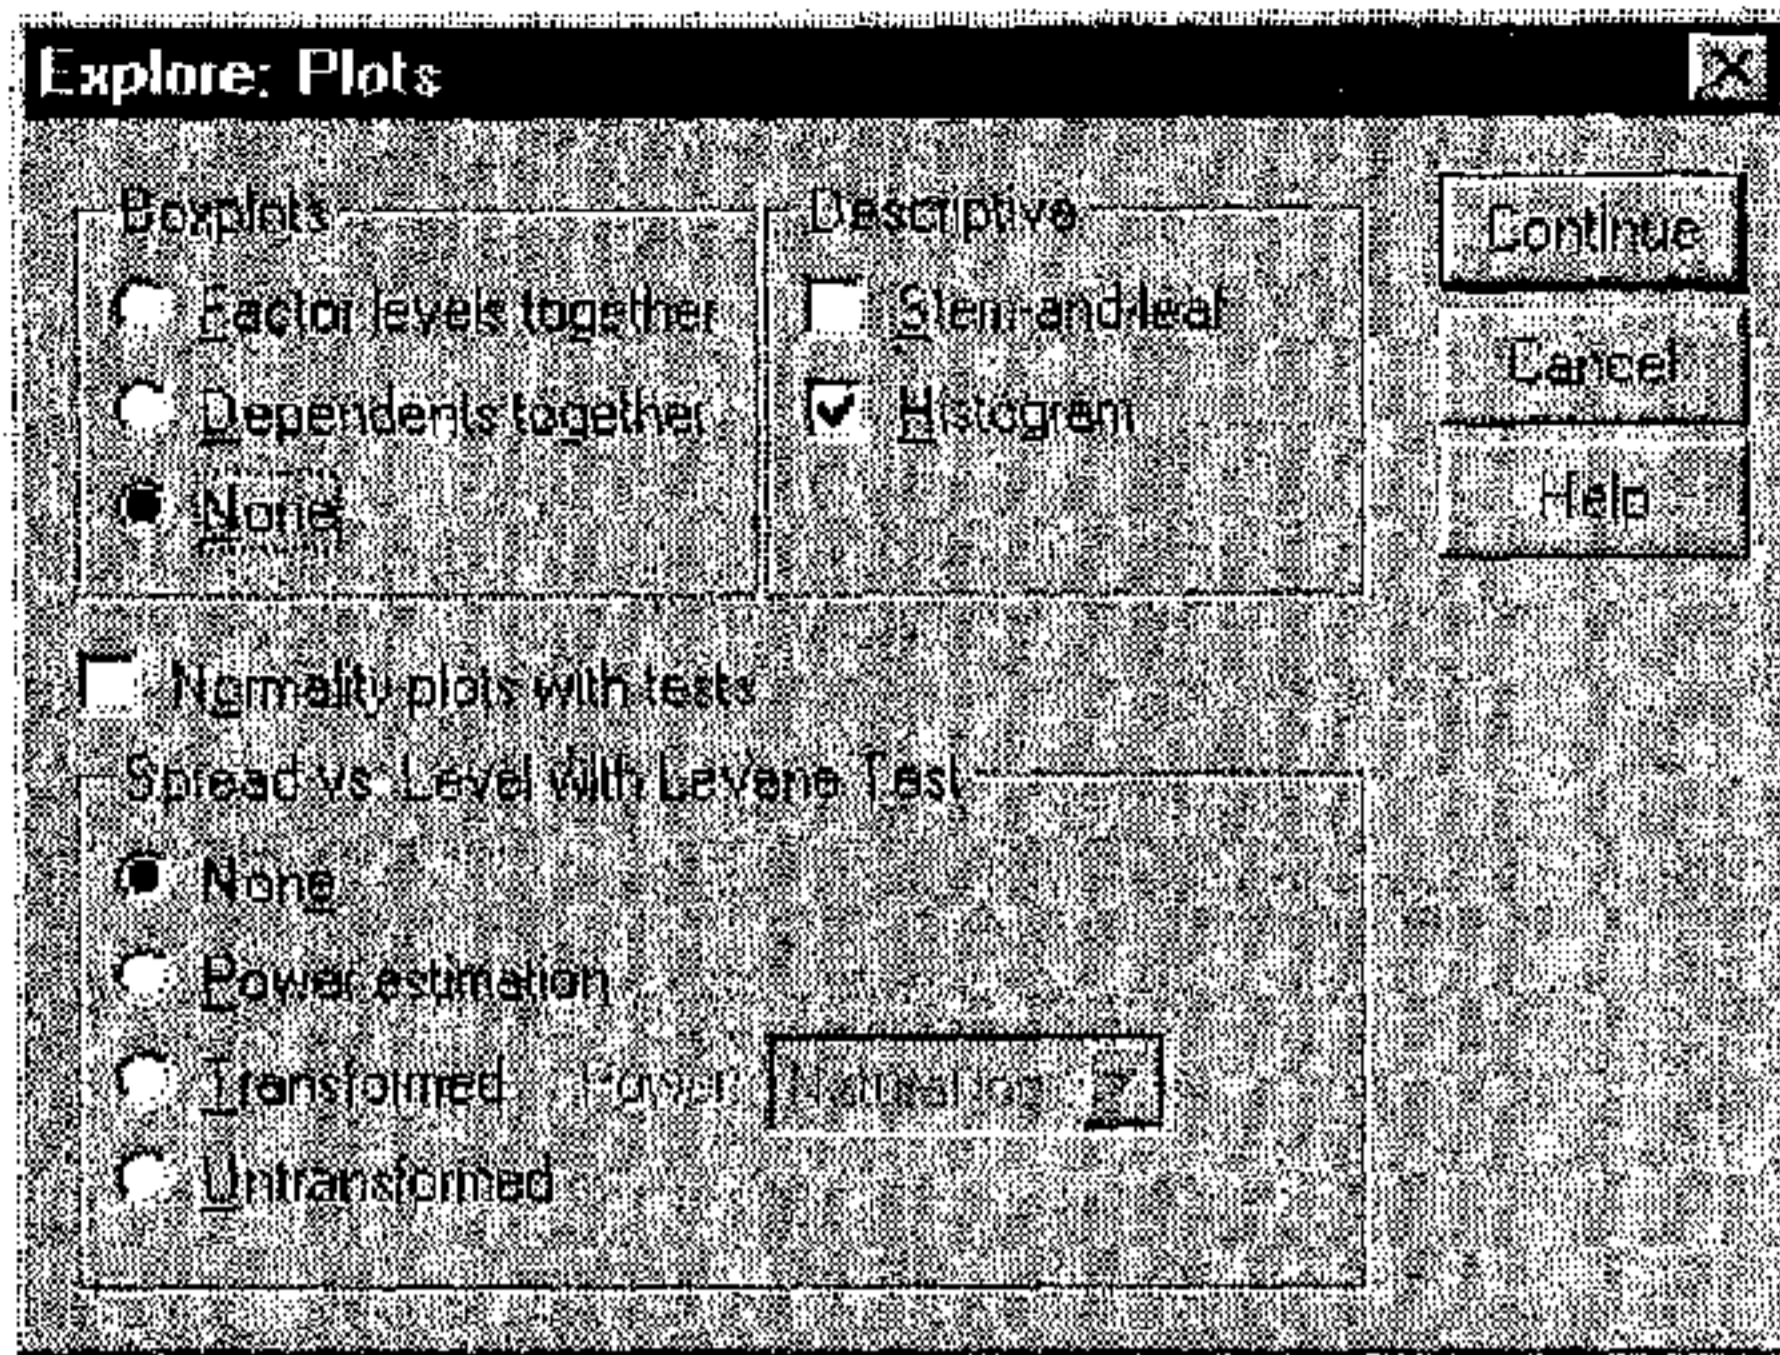 Explore: Plots
Boxplots
Factor levels together
Dependents together
None
Descriptive
Stem-and-leaf
Histogram
Continue
Cancel
Help
Normality plots with tests
Spread vs. Level with Levene Test
None
Power estimation
Transformed Power: Natural log
Untransformed